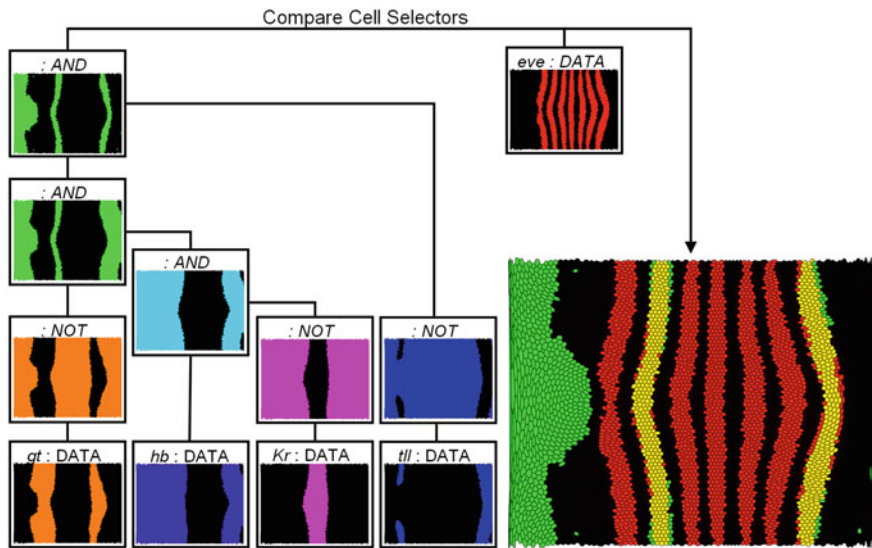 Compare Cell Selectors
: AND
eve : DATA
: AND
: AND
: NOT
: NOT
: NOT
gt : DATA
hb : DATA
Kr : DATA
tll : DATA